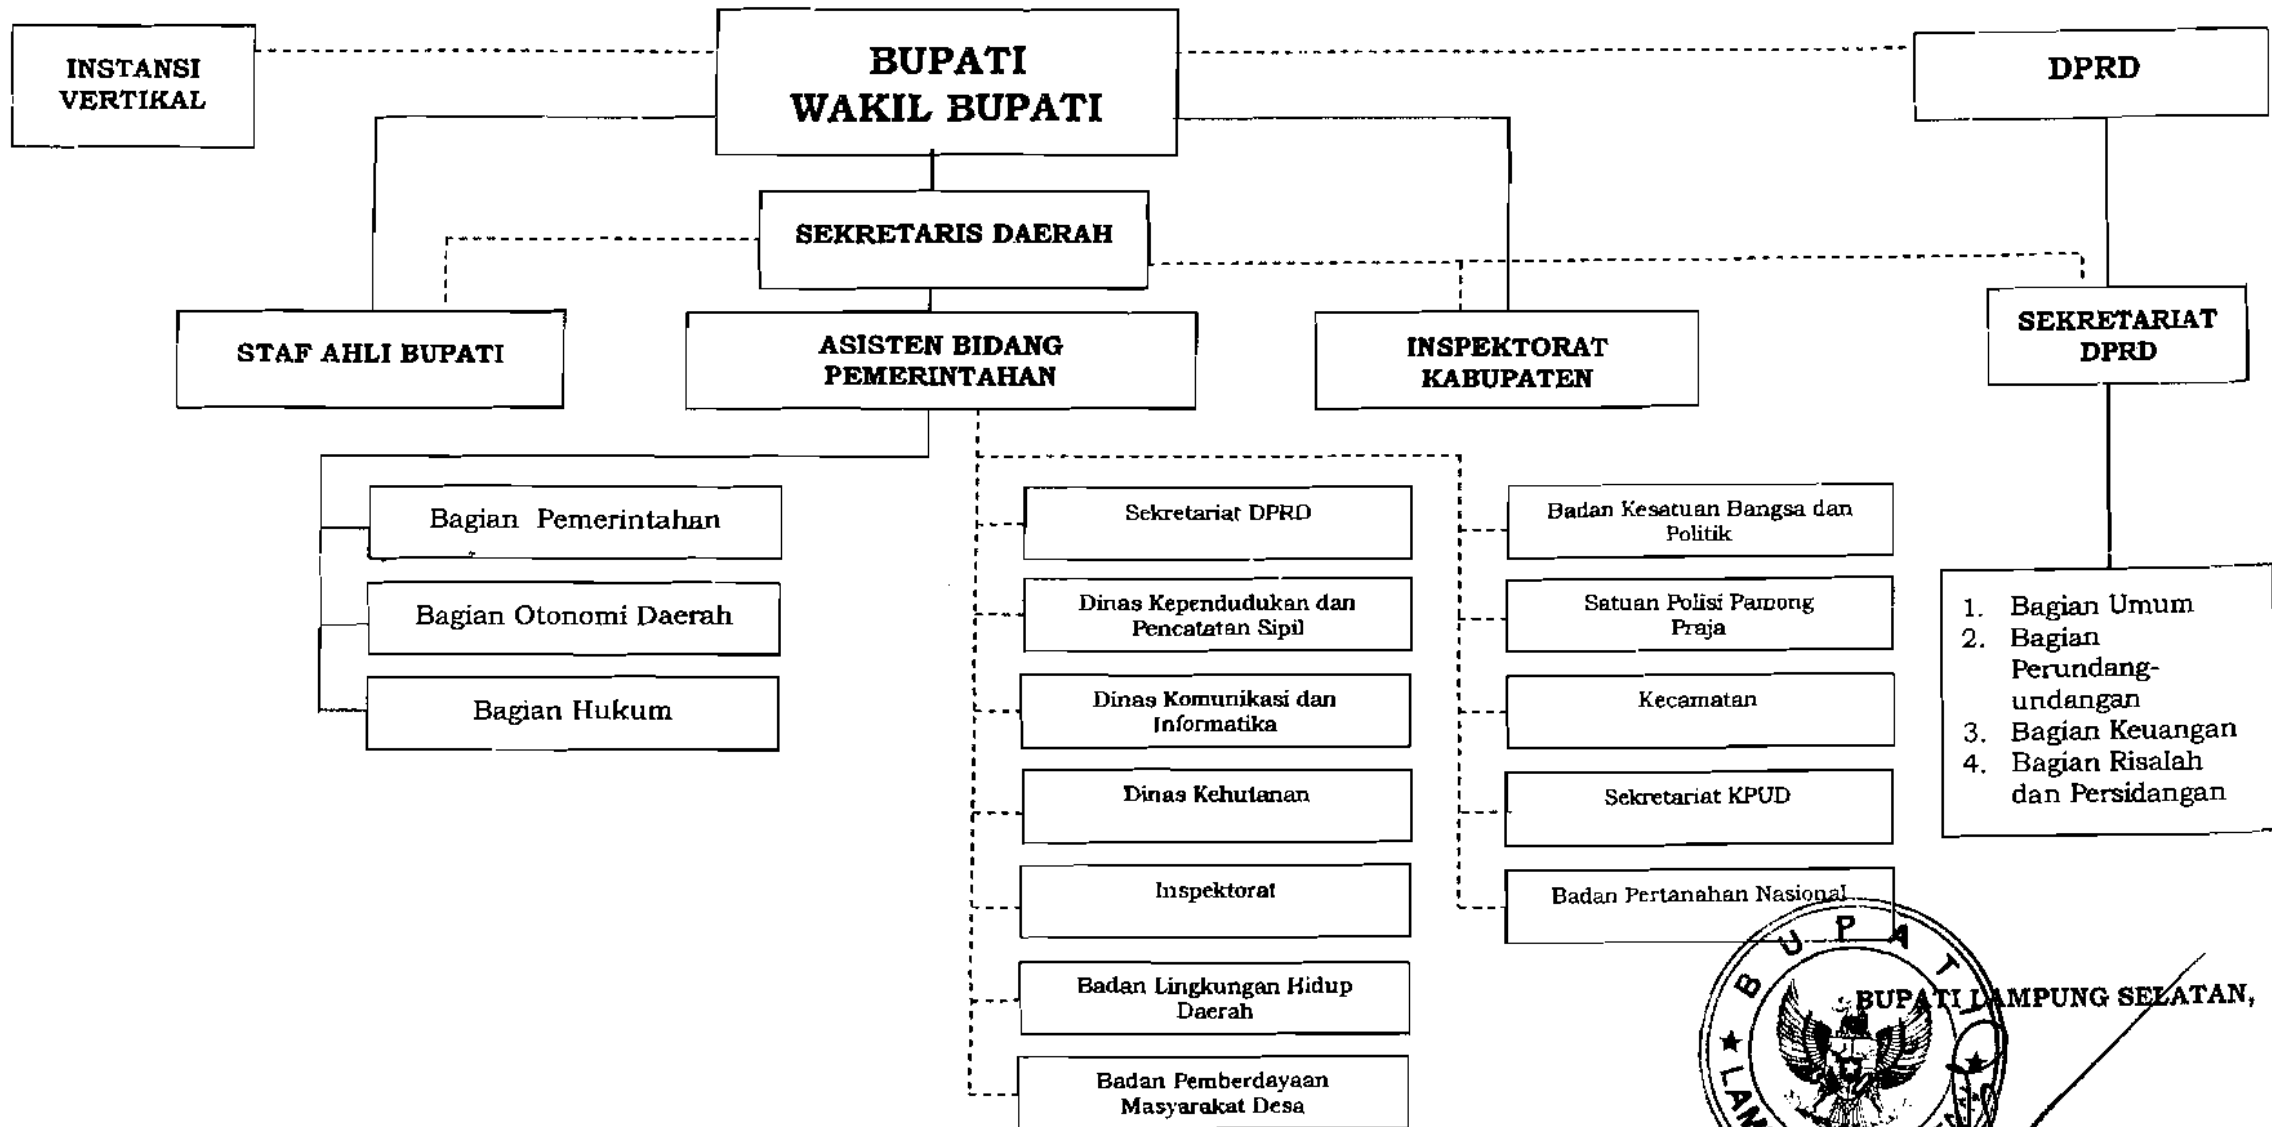 INSTANSI
VERTIKAL
BUPATI
WAKIL BUPATI
DPRD
SEKRETARIS DAERAH
STAF AHLI BUPATI
ASISTEN BIDANG
PEMERINTAHAN
INSPEKTORAT
KABUPATEN
SEKRETARIAT
DPRD
Bagian Pemerintahan
Bagian Otonomi Daerah
Bagian Hukum
Sekretariat DPRD
Dinas Kependudukan dan
Pencatatan Sipil
Dinas Komunikasi dan
Informatika
Dinas Kehutanan
Inspektorat
Badan Lingkungan Hidup
Daerah
Badan Pemberdayaan
Masyarakat Desa
Badan Kesatuan Bangsa dan
Politik
Satuan Polisi Pamong
Praja
Kecamatan
Sekretariat KPUD
Badan Pertanahan Nasional
1. Bagian Umum
2. Bagian
Perundang-
undangan
3. Bagian Keuangan
4. Bagian Risalah
dan Persidangan
BUPATI LAMPUNG SELATAN,
BUPATI